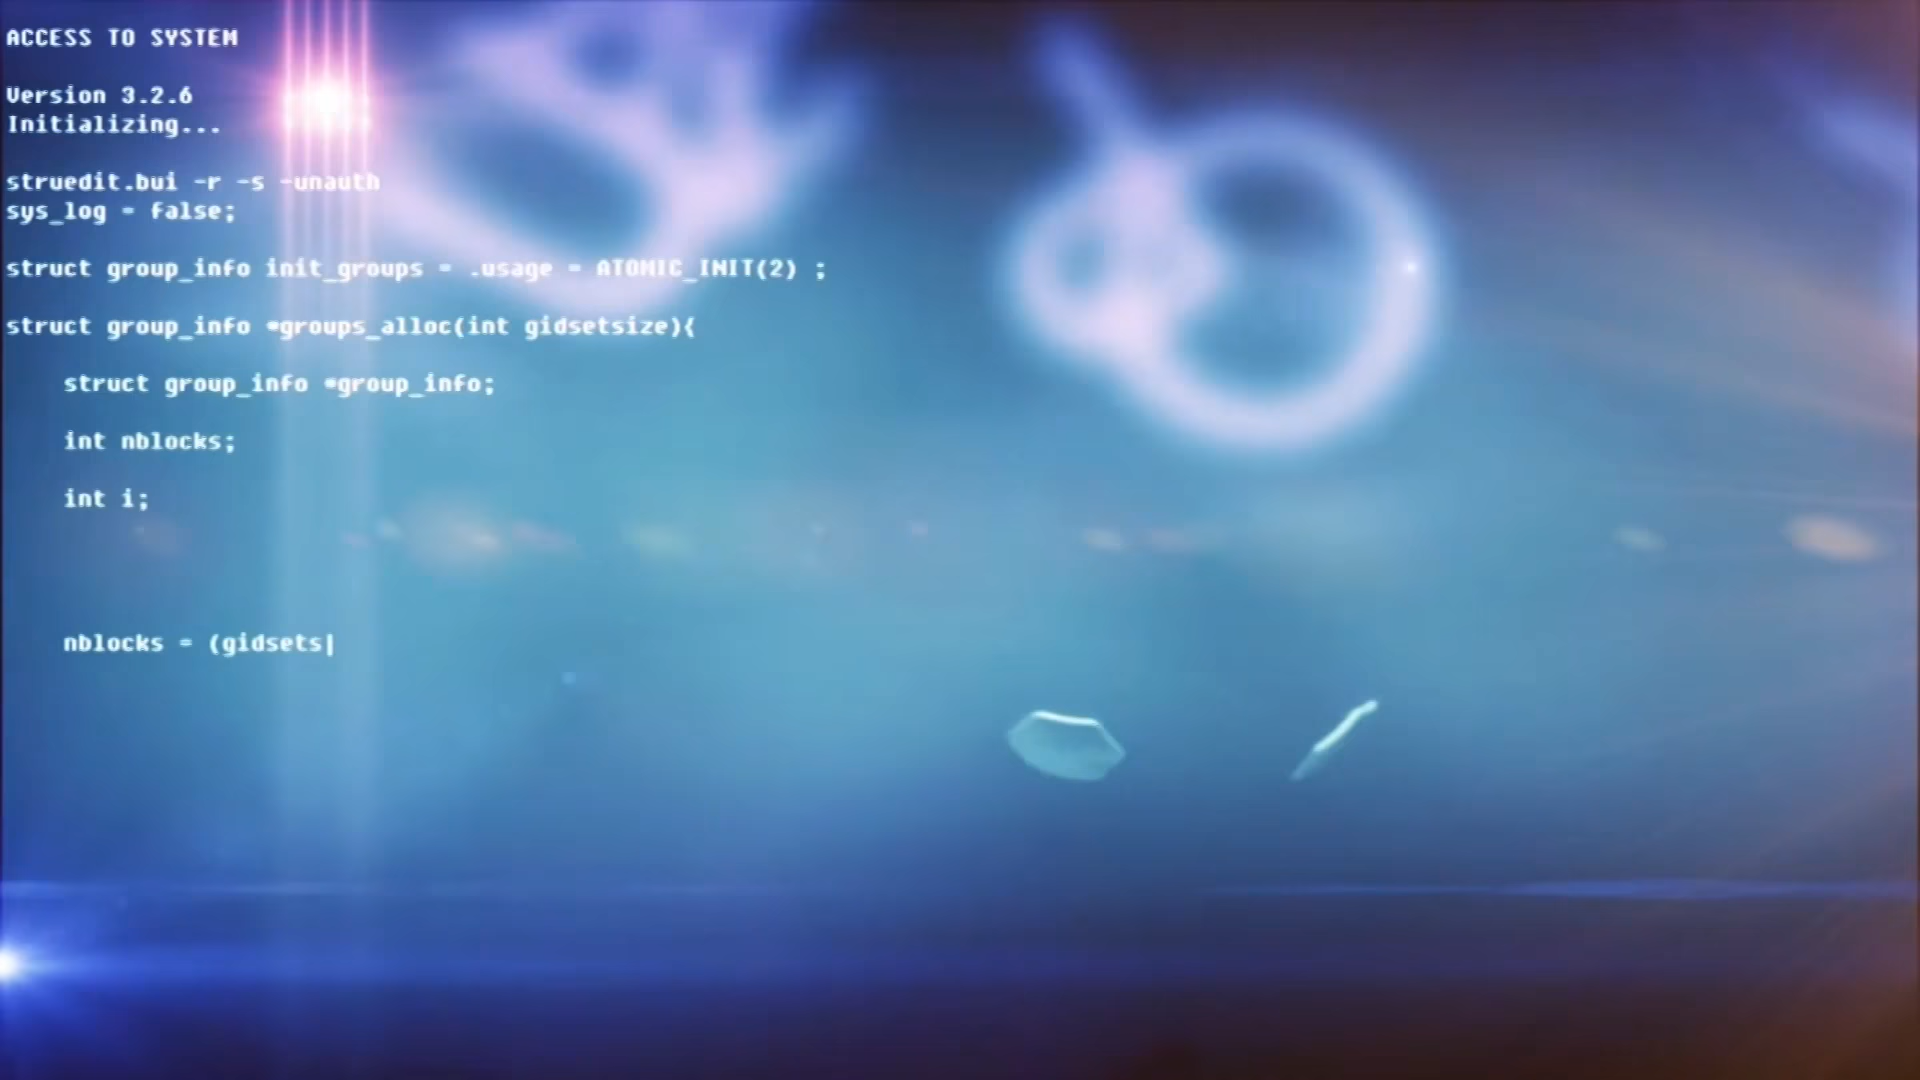 ACCESS TO SYSTEM
Version 3.2.6
Initializing...
struedit.bui -r -s -unauth
sys_log = false;
struct group_info init_groups = .usage = ATOMIC_INIT(2) ;
struct group_info *groups_alloc(int gidsetsize){
struct group_info *group_info;
int nblocks;
int i;
nblocks = (gidsets|